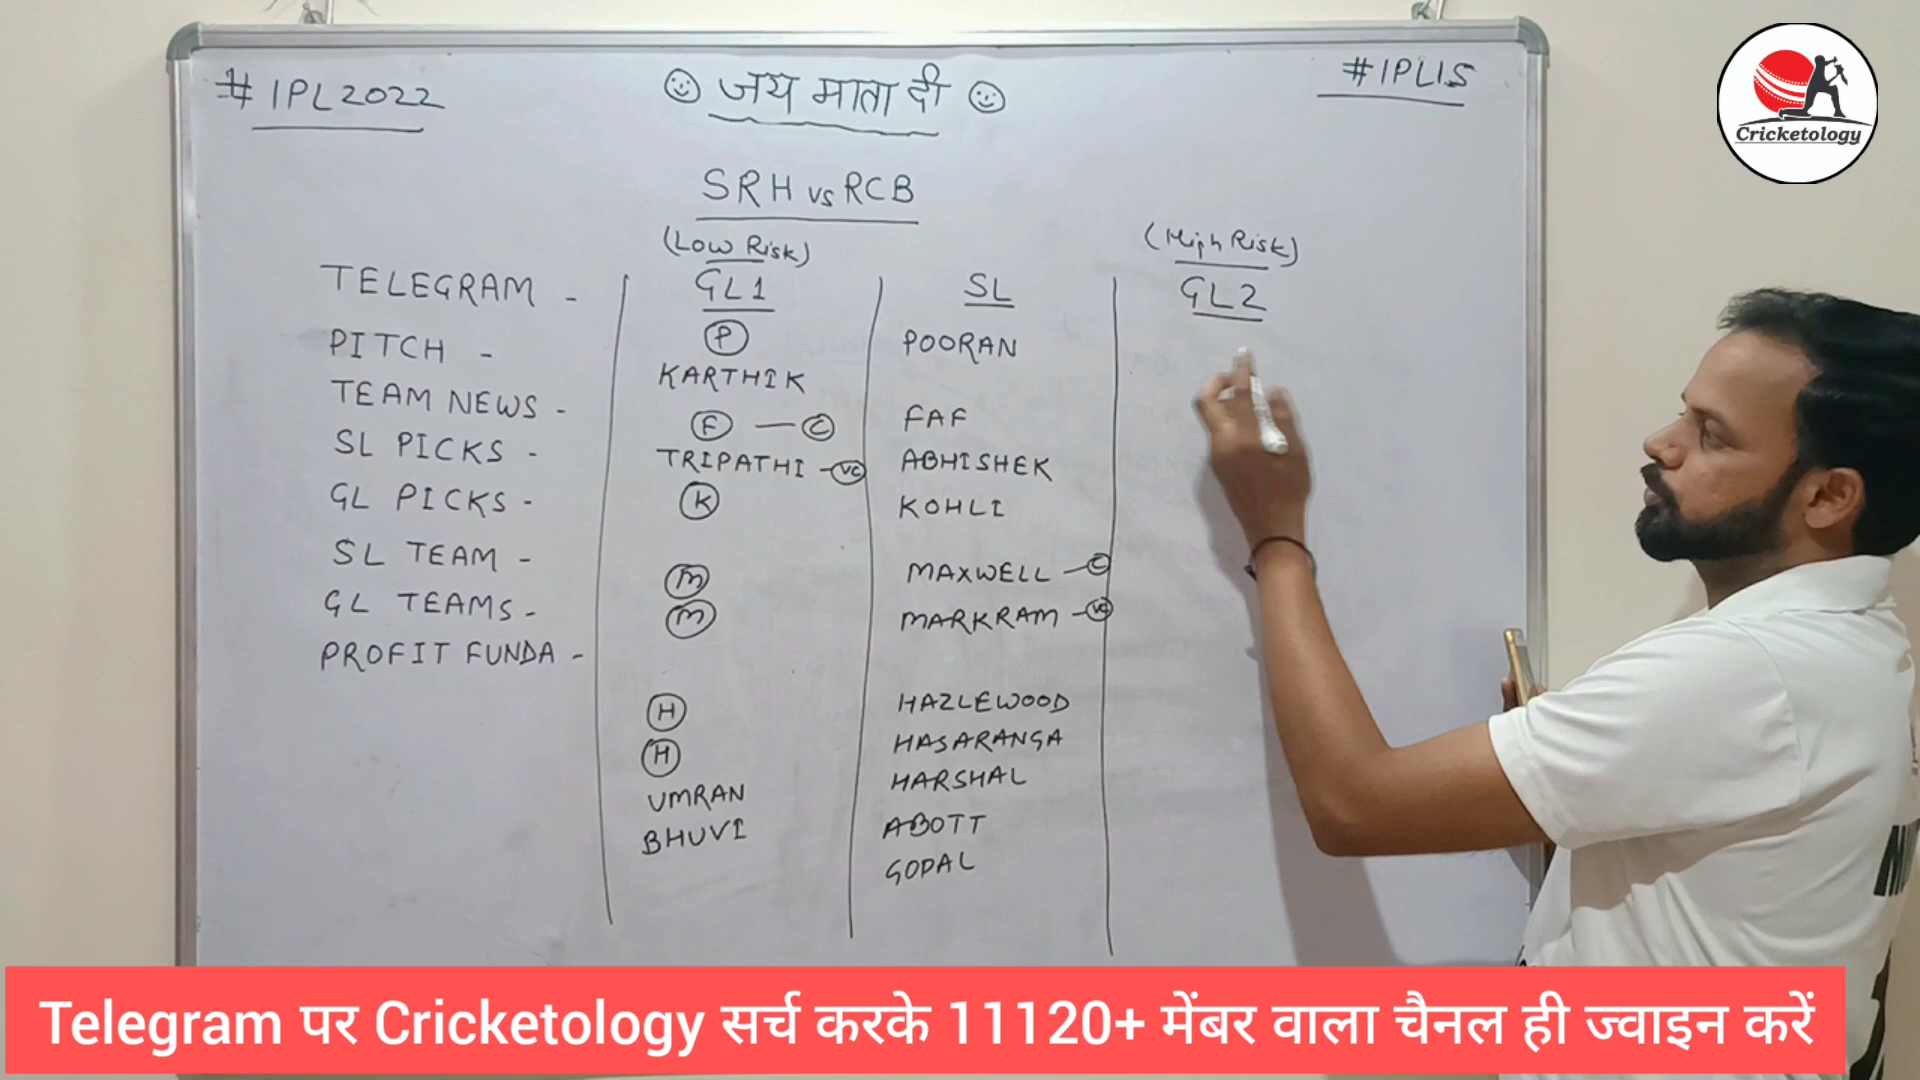 #IPL2022
जय माता दी
#IPL15
Cricketology
SRH vs RCB
(Low Risk)
(High Risk)
TELEGRAM -
PITCH -
TEAM NEWS -
SL PICKS -
GL PICKS -
SL TEAM -
GL TEAMS -
PROFIT FUNDA -
GL1
P
KARTHIK
F — C
TRIPATHI - VC
K
M
M
H
H
UMRAN
BHUVI
SL
POORAN
FAF
ABHISHEK
KOHLI
MAXWELL - C
MARKRAM - VC
HAZLEWOOD
HASARANGA
HARSHAL
ABOTT
GOPAL
GL2
Telegram पर Cricketology सर्च करके 11120+ मेंबर वाला चैनल ही ज्वाइन करें